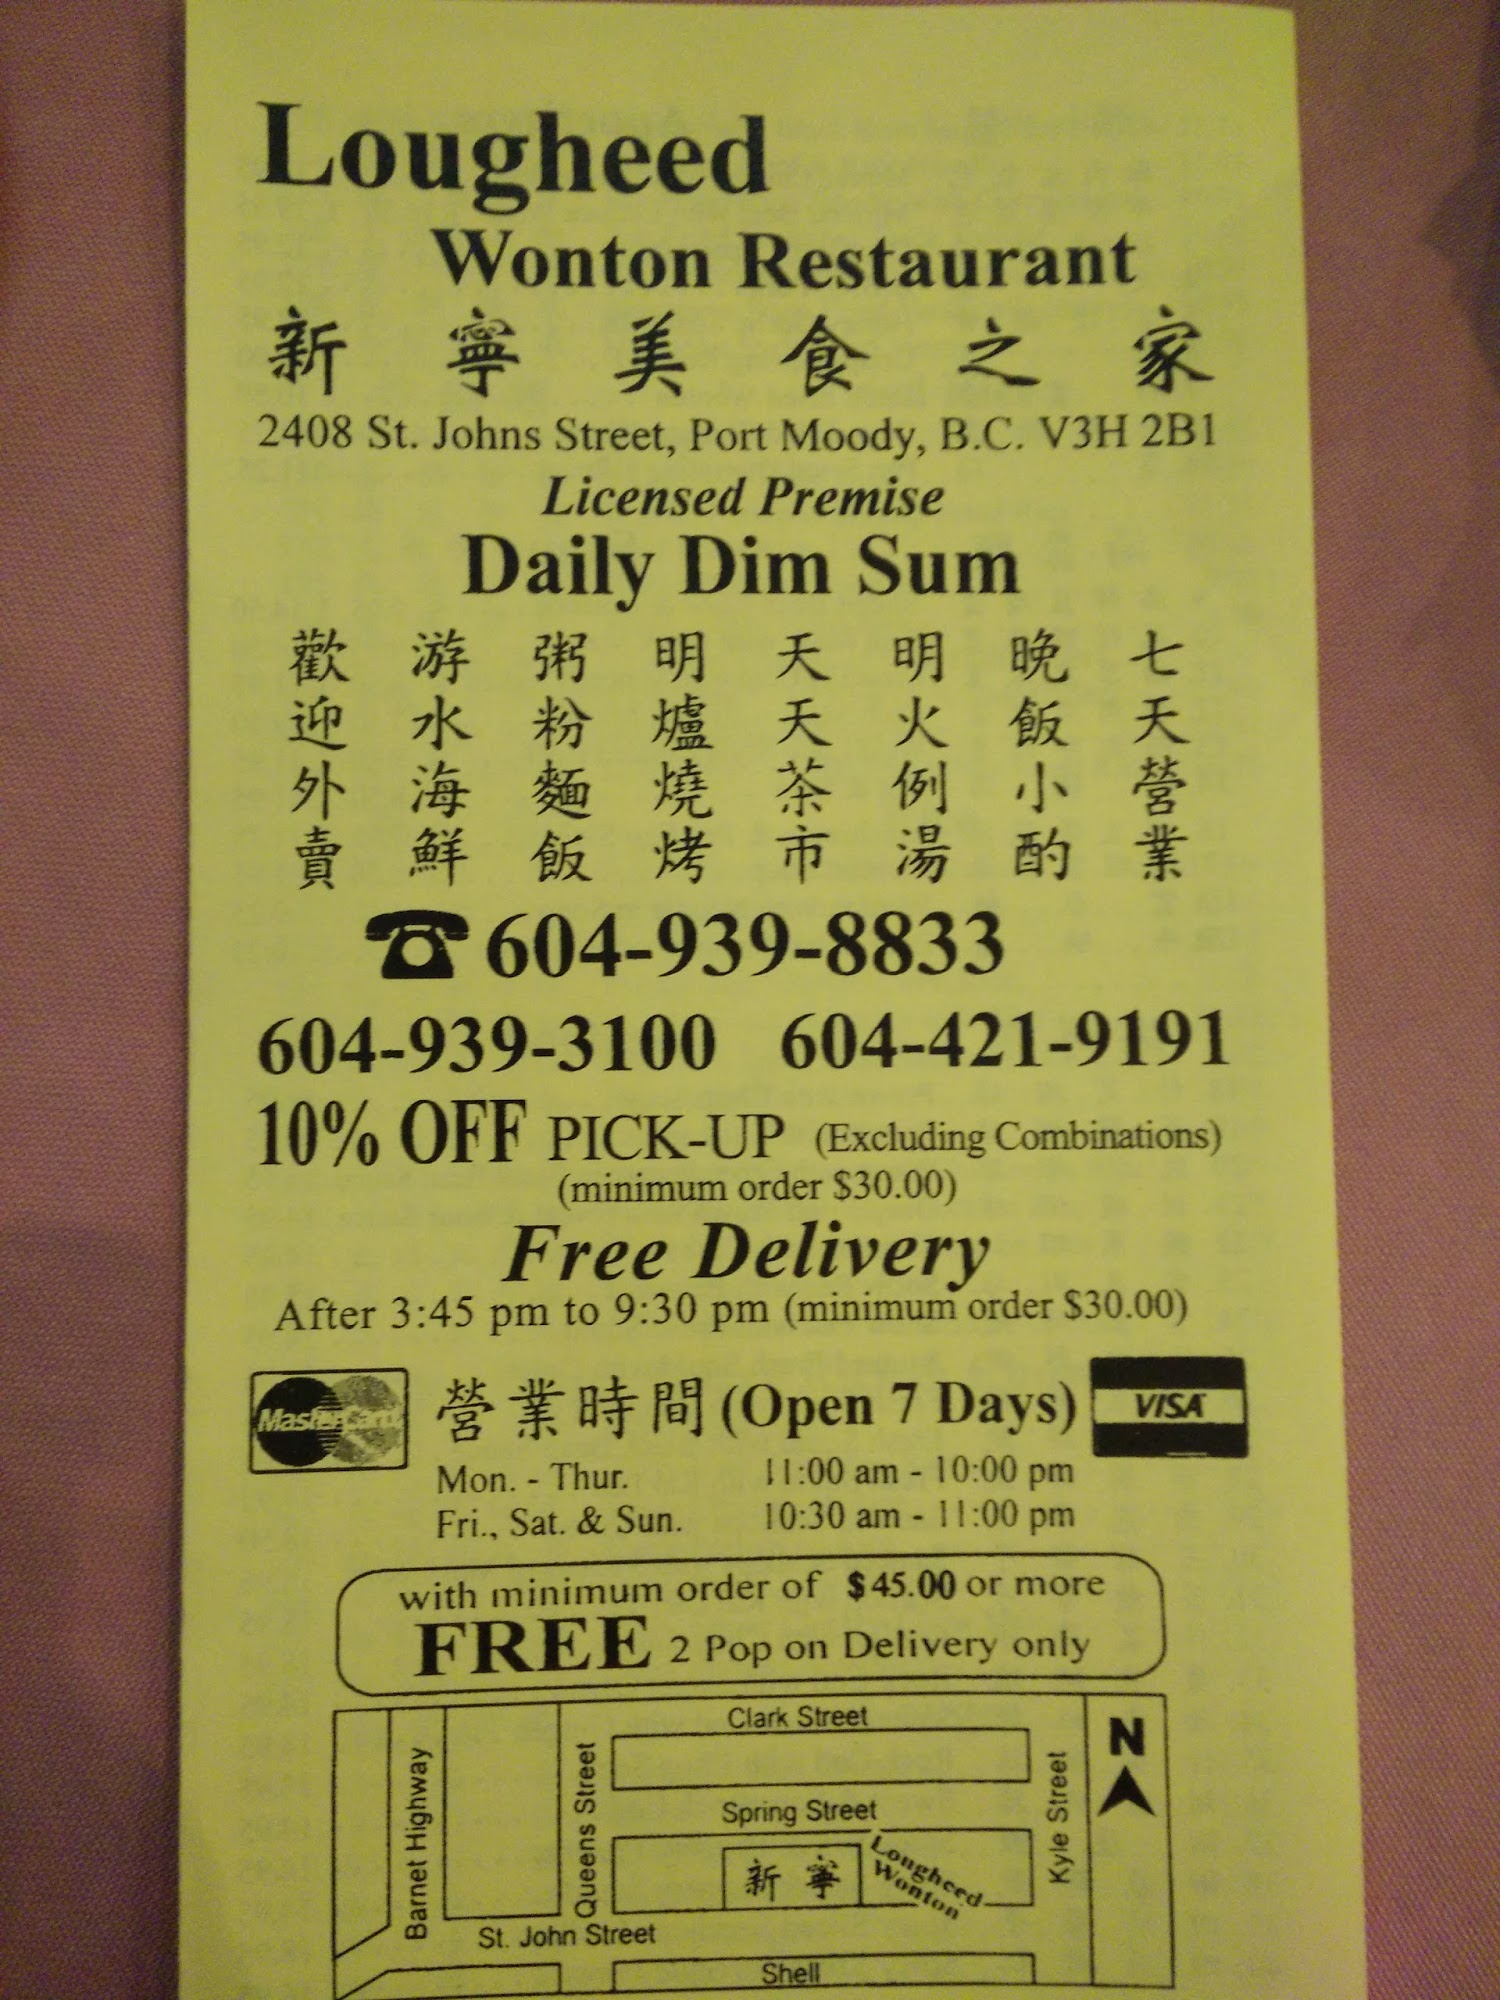 Lougheed
Wonton Restaurant
新寧美食之家
2408 St. Johns Street, Port Moody, B.C. V3H 2B1
Licensed Premise
Daily Dim Sum
七天營業
晚飯小酌
明火例湯
天天茶市
明爐燒烤
粥粉麵飯
游水海鮮
歡迎外賣
604-939-8833
604-939-3100 604-421-9191
10% OFF PICK-UP (Excluding Combinations)
(minimum order $30.00)
Free Delivery
After 3:45 pm to 9:30 pm (minimum order $30.00)
MasterCard
營業時間 (Open 7 Days)
VISA
Mon. - Thur. 11:00 am - 10:00 pm
Fri., Sat. & Sun. 10:30 am - 11:00 pm
with minimum order of $45.00 or more
FREE 2 Pop on Delivery only
Clark Street
N
Barnet Highway
Queens Street
Spring Street
Kyle Street
新寧
Lougheed
Wonton
St. John Street
Shell